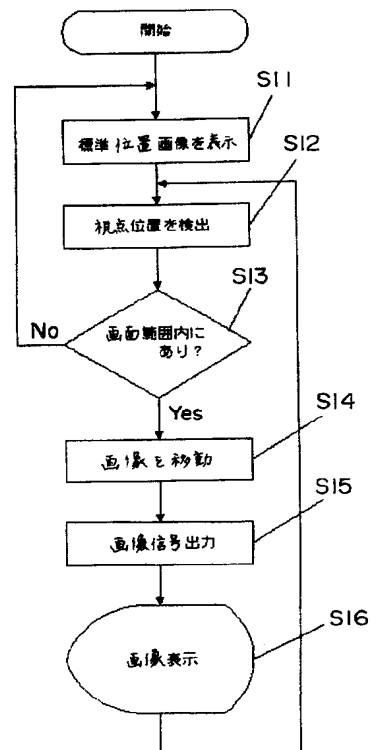 開始
S11
標準位置画像を表示
S12
視点位置を検出
S13
画面範囲内に
あり?
No
Yes
S14
画像を移動
S15
画像信号出力
S16
画像表示